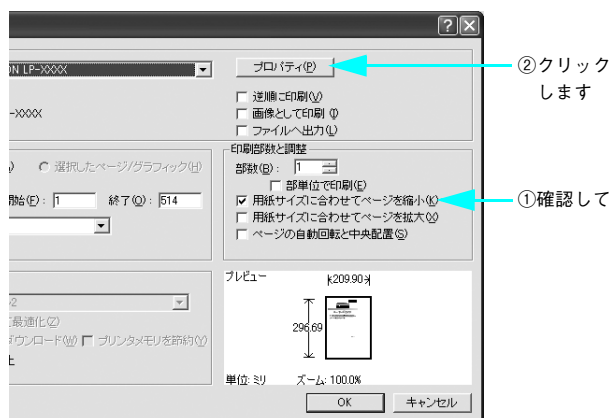 ON LP-XXXX
プロパティ(P)
②クリック
します
逆順に印刷(V)
-XXXX
画像として印刷(I)
ファイルへ出力(L)
印刷部数と調整
選択したページ/グラフィック(H)
部数(B): 1
部単位で印刷(E)
開始(F): 1 終了(O): 514
用紙サイズに合わせてページを縮小(K)
①確認して
用紙サイズに合わせてページを拡大(X)
ページの自動回転と中央配置(S)
プレビュー
209.90
-2
最適化(Z)
ダウンロード(W) プリンタメモリを節約(Y)
296.69
単位: ミリ ズーム: 100.0%
OK キャンセル